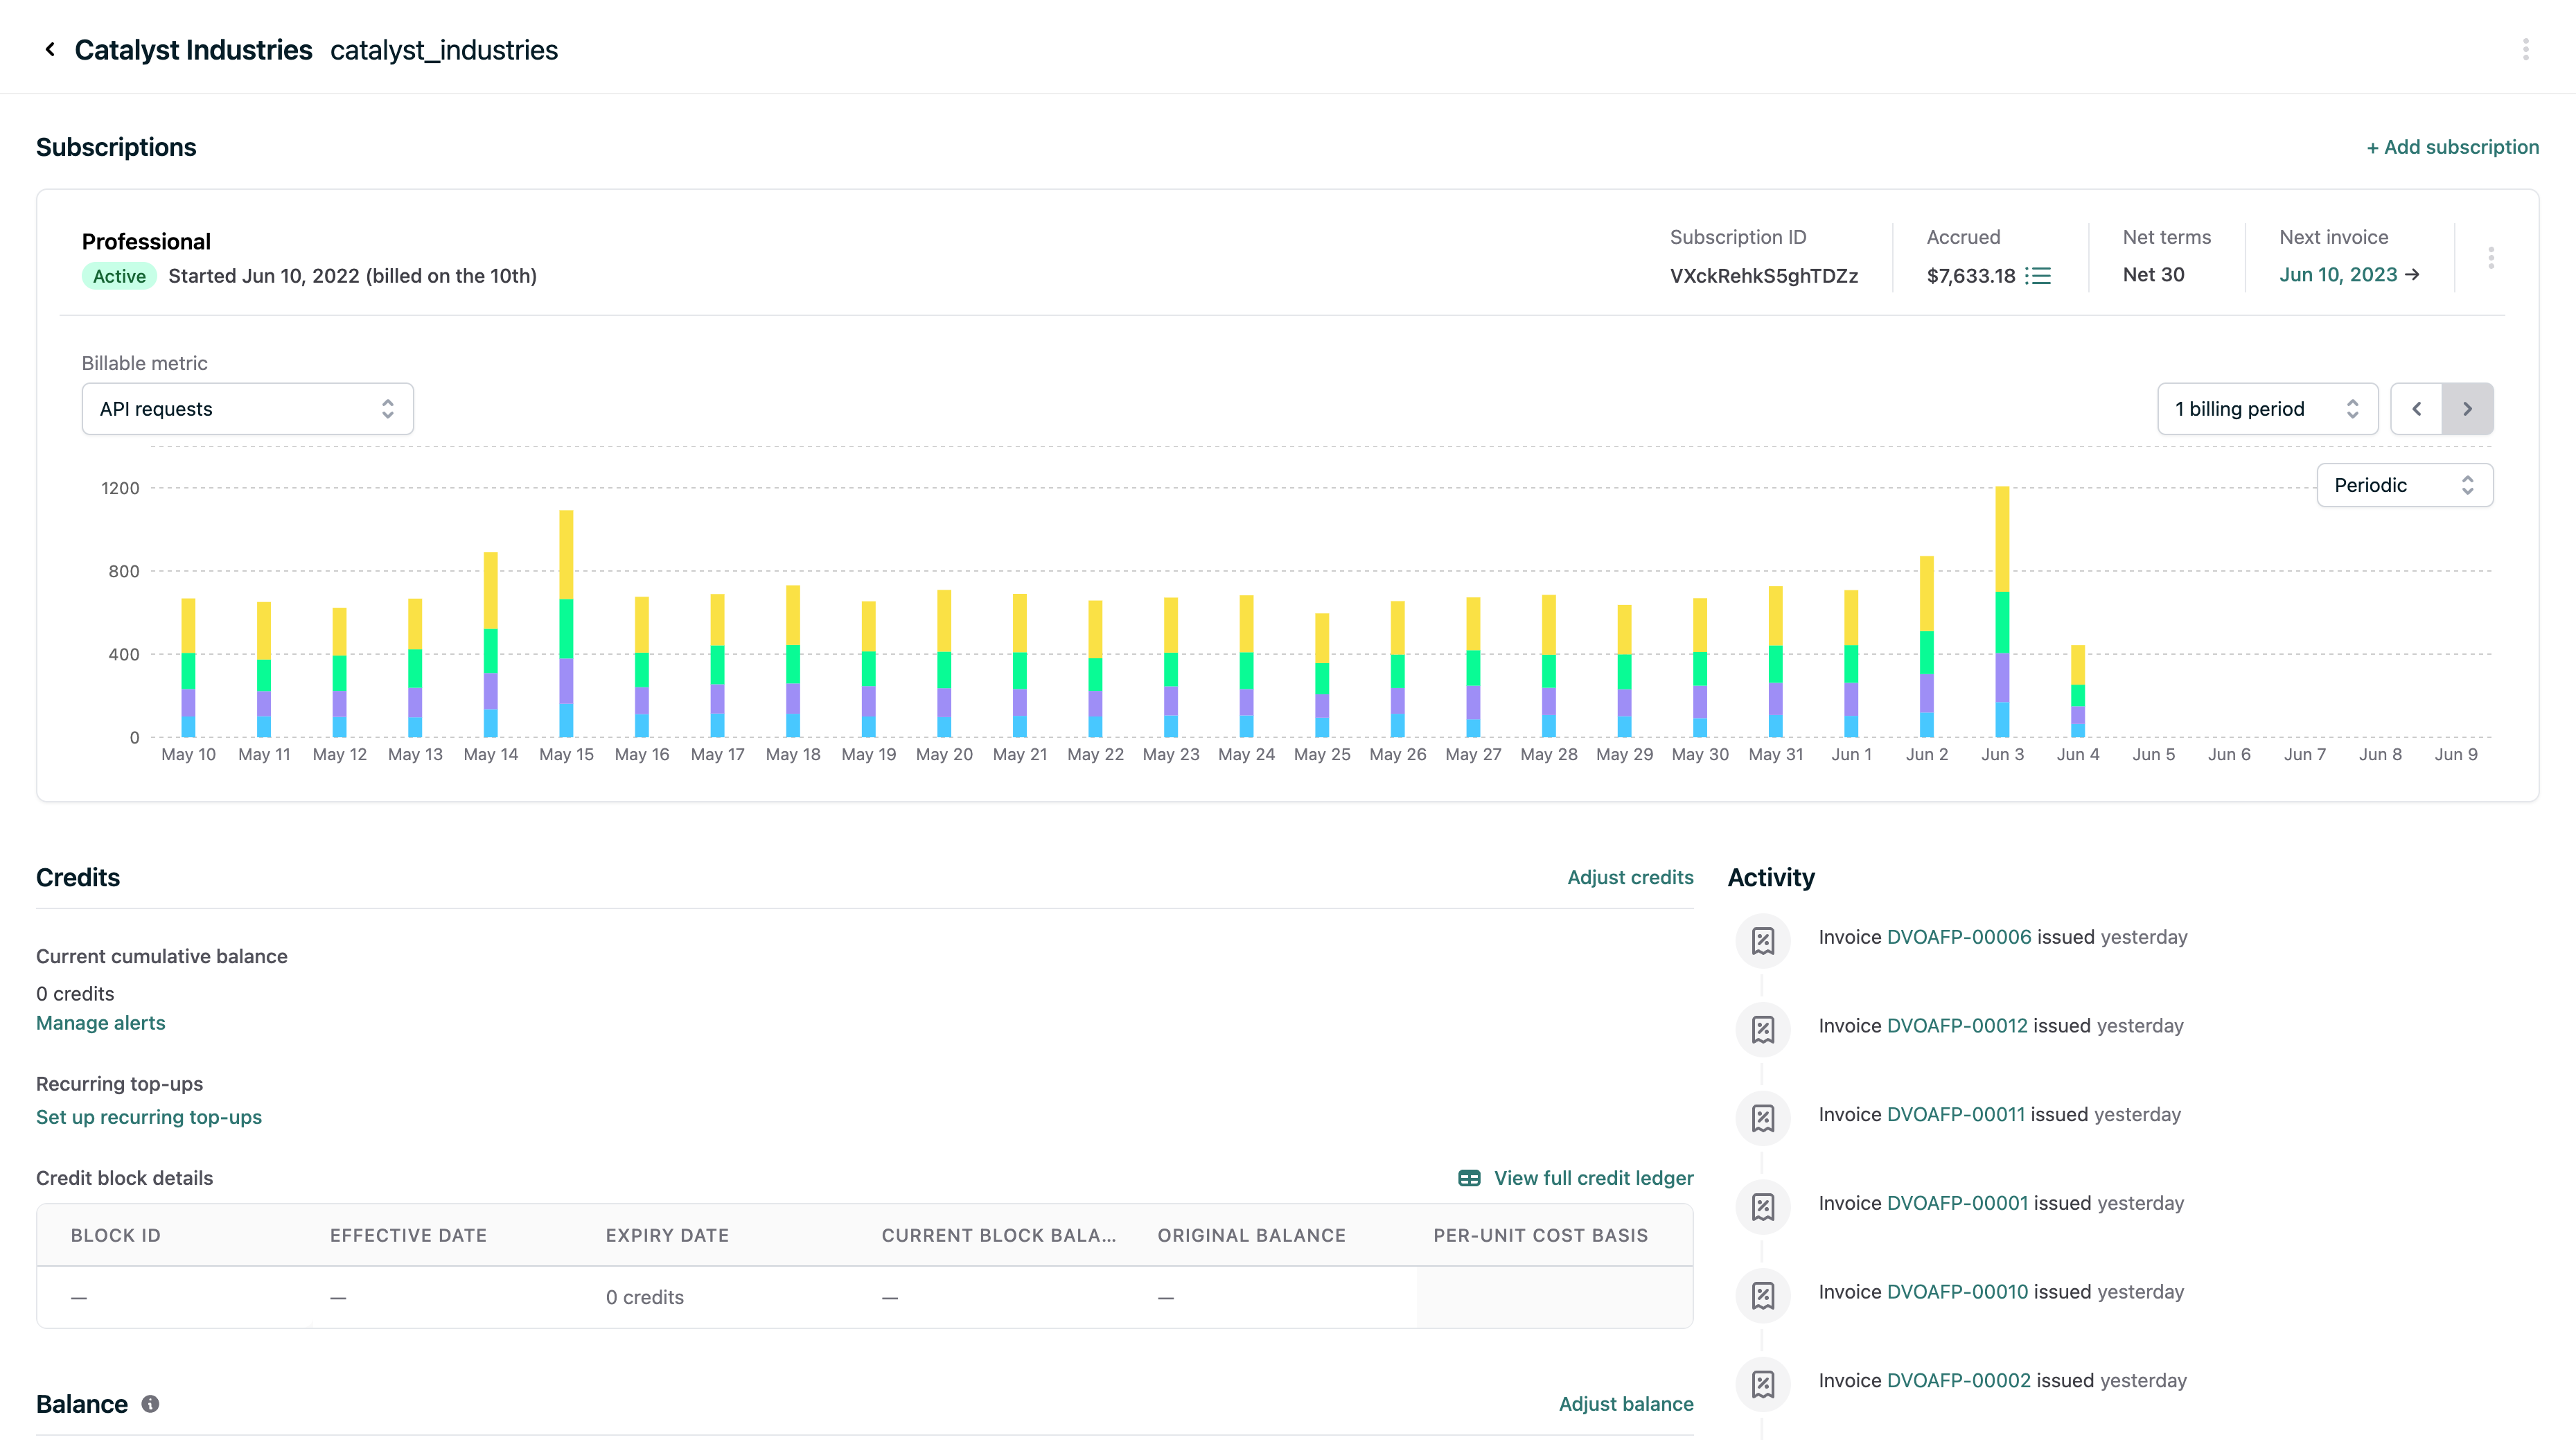 Catalyst Industries catalyst_industries
Subscriptions
+ Add subscription
Professional
Active Started Jun 10, 2022 (billed on the 10th)
Subscription ID
VXckRehkS5ghTDZz
Accrued
$7,633.18
Net terms
Net 30
Next invoice
Jun 10, 2023 →
Billable metric
API requests
1 billing period
Periodic
1200
800
400
0
May 10 May 11 May 12 May 13 May 14 May 15 May 16 May 17 May 18 May 19 May 20 May 21 May 22 May 23 May 24 May 25 May 26 May 27 May 28 May 29 May 30 May 31 Jun 1 Jun 2 Jun 3 Jun 4 Jun 5 Jun 6 Jun 7 Jun 8 Jun 9
Credits
Adjust credits
Current cumulative balance
0 credits
Manage alerts
Recurring top-ups
Set up recurring top-ups
Credit block details
View full credit ledger
BLOCK ID EFFECTIVE DATE EXPIRY DATE CURRENT BLOCK BALA... ORIGINAL BALANCE PER-UNIT COST BASIS
— — 0 credits — —
Balance
Adjust balance
Activity
Invoice DVOAFP-00006 issued yesterday
Invoice DVOAFP-00012 issued yesterday
Invoice DVOAFP-00011 issued yesterday
Invoice DVOAFP-00001 issued yesterday
Invoice DVOAFP-00010 issued yesterday
Invoice DVOAFP-00002 issued yesterday